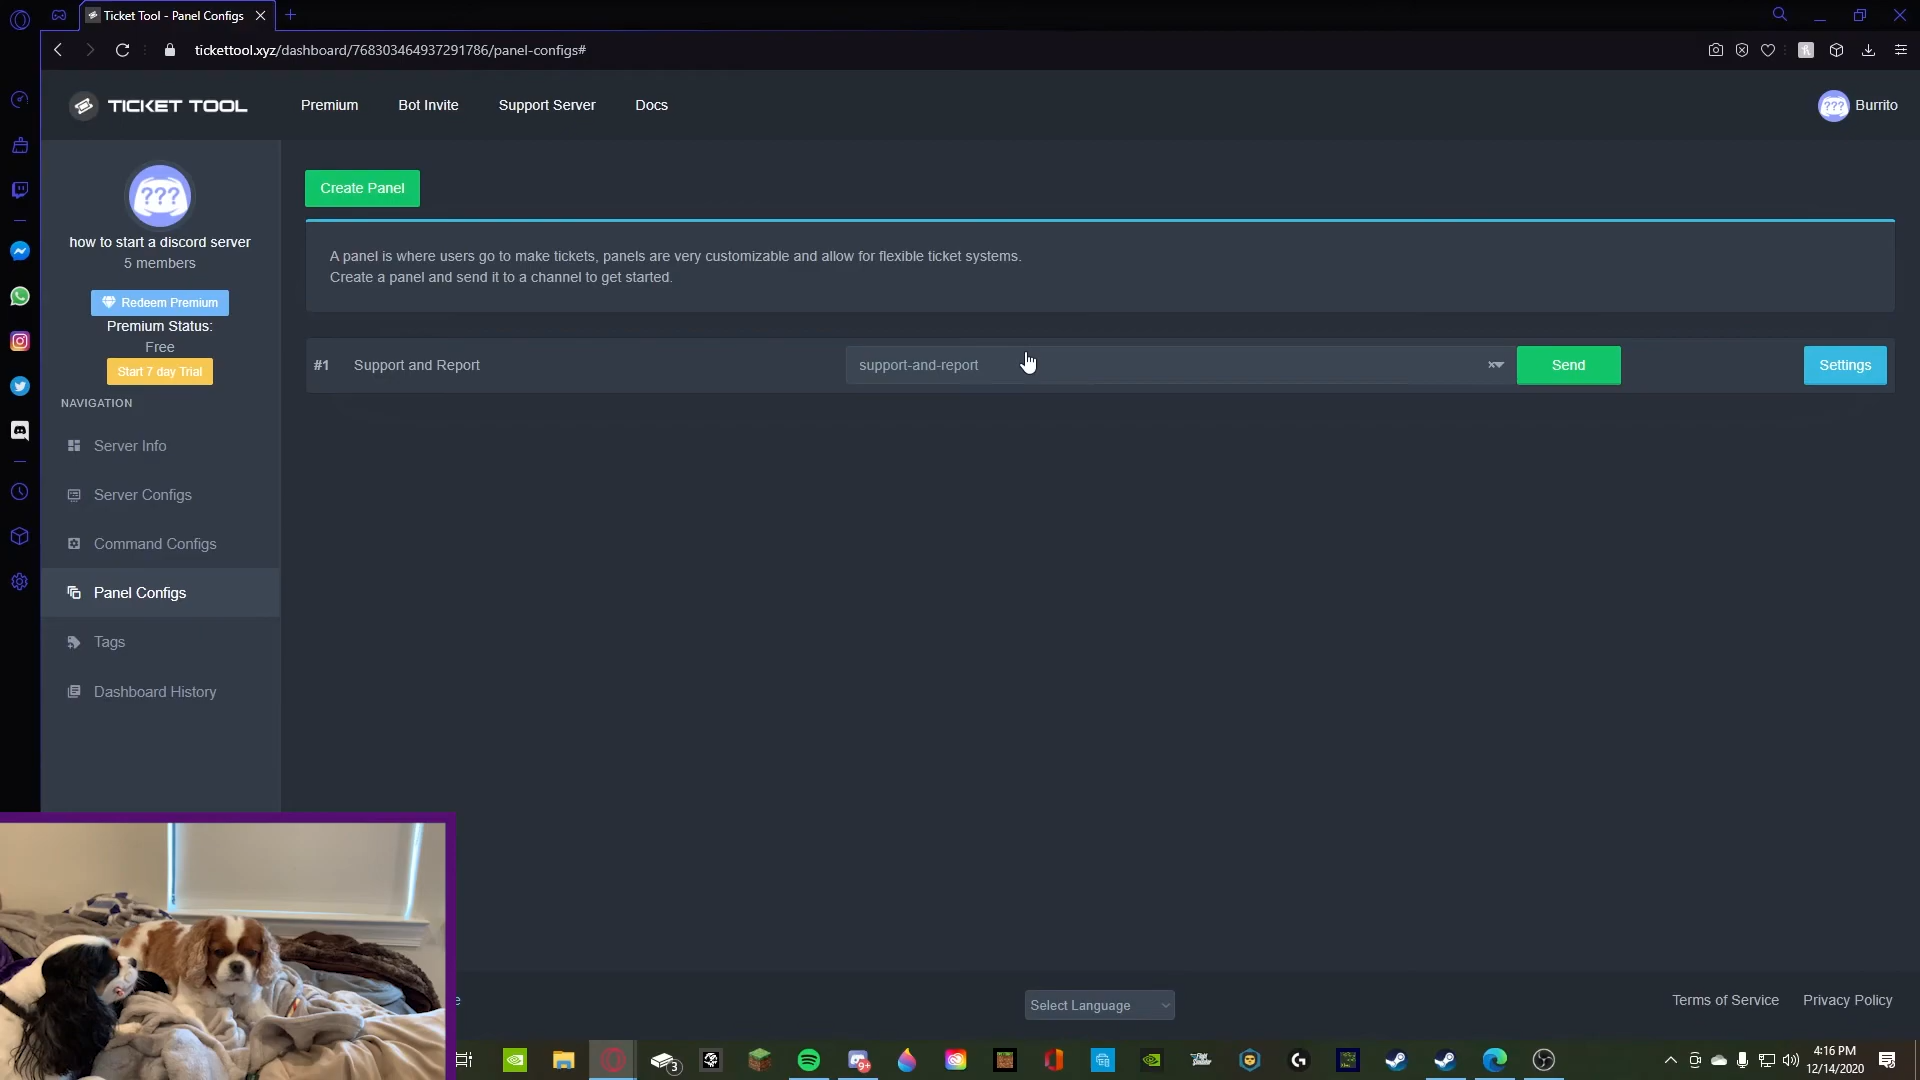 Ticket Tool - Panel Configs
tickettool.xyz/dashboard/768303464937291786/panel-configs#
TICKET TOOL
Premium
Bot Invite
Support Server
Docs
???
Burrito
???
how to start a discord server
5 members
Redeem Premium
Premium Status:
Free
Start 7 day Trial
NAVIGATION
Server Info
Server Configs
Command Configs
Panel Configs
Tags
Dashboard History
Create Panel
A panel is where users go to make tickets, panels are very customizable and allow for flexible ticket systems.
Create a panel and send it to a channel to get started.
#1
Support and Report
support-and-report
Send
Settings
e
Select Language
Terms of Service
Privacy Policy
3
9+
4:16 PM
12/14/2020